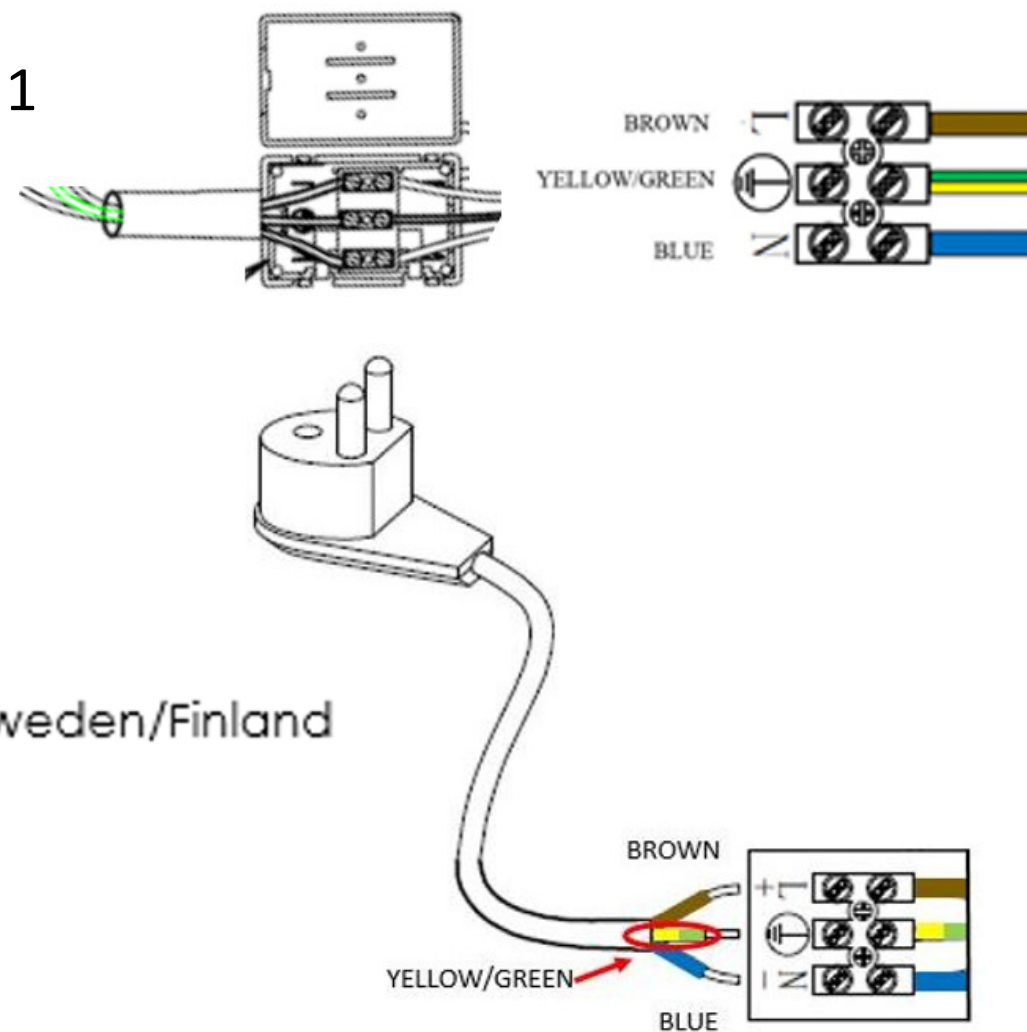 1
BROWN L
YELLOW/GREEN
BLUE N
weden/Finland
BROWN
+ L
YELLOW/GREEN
- N
BLUE